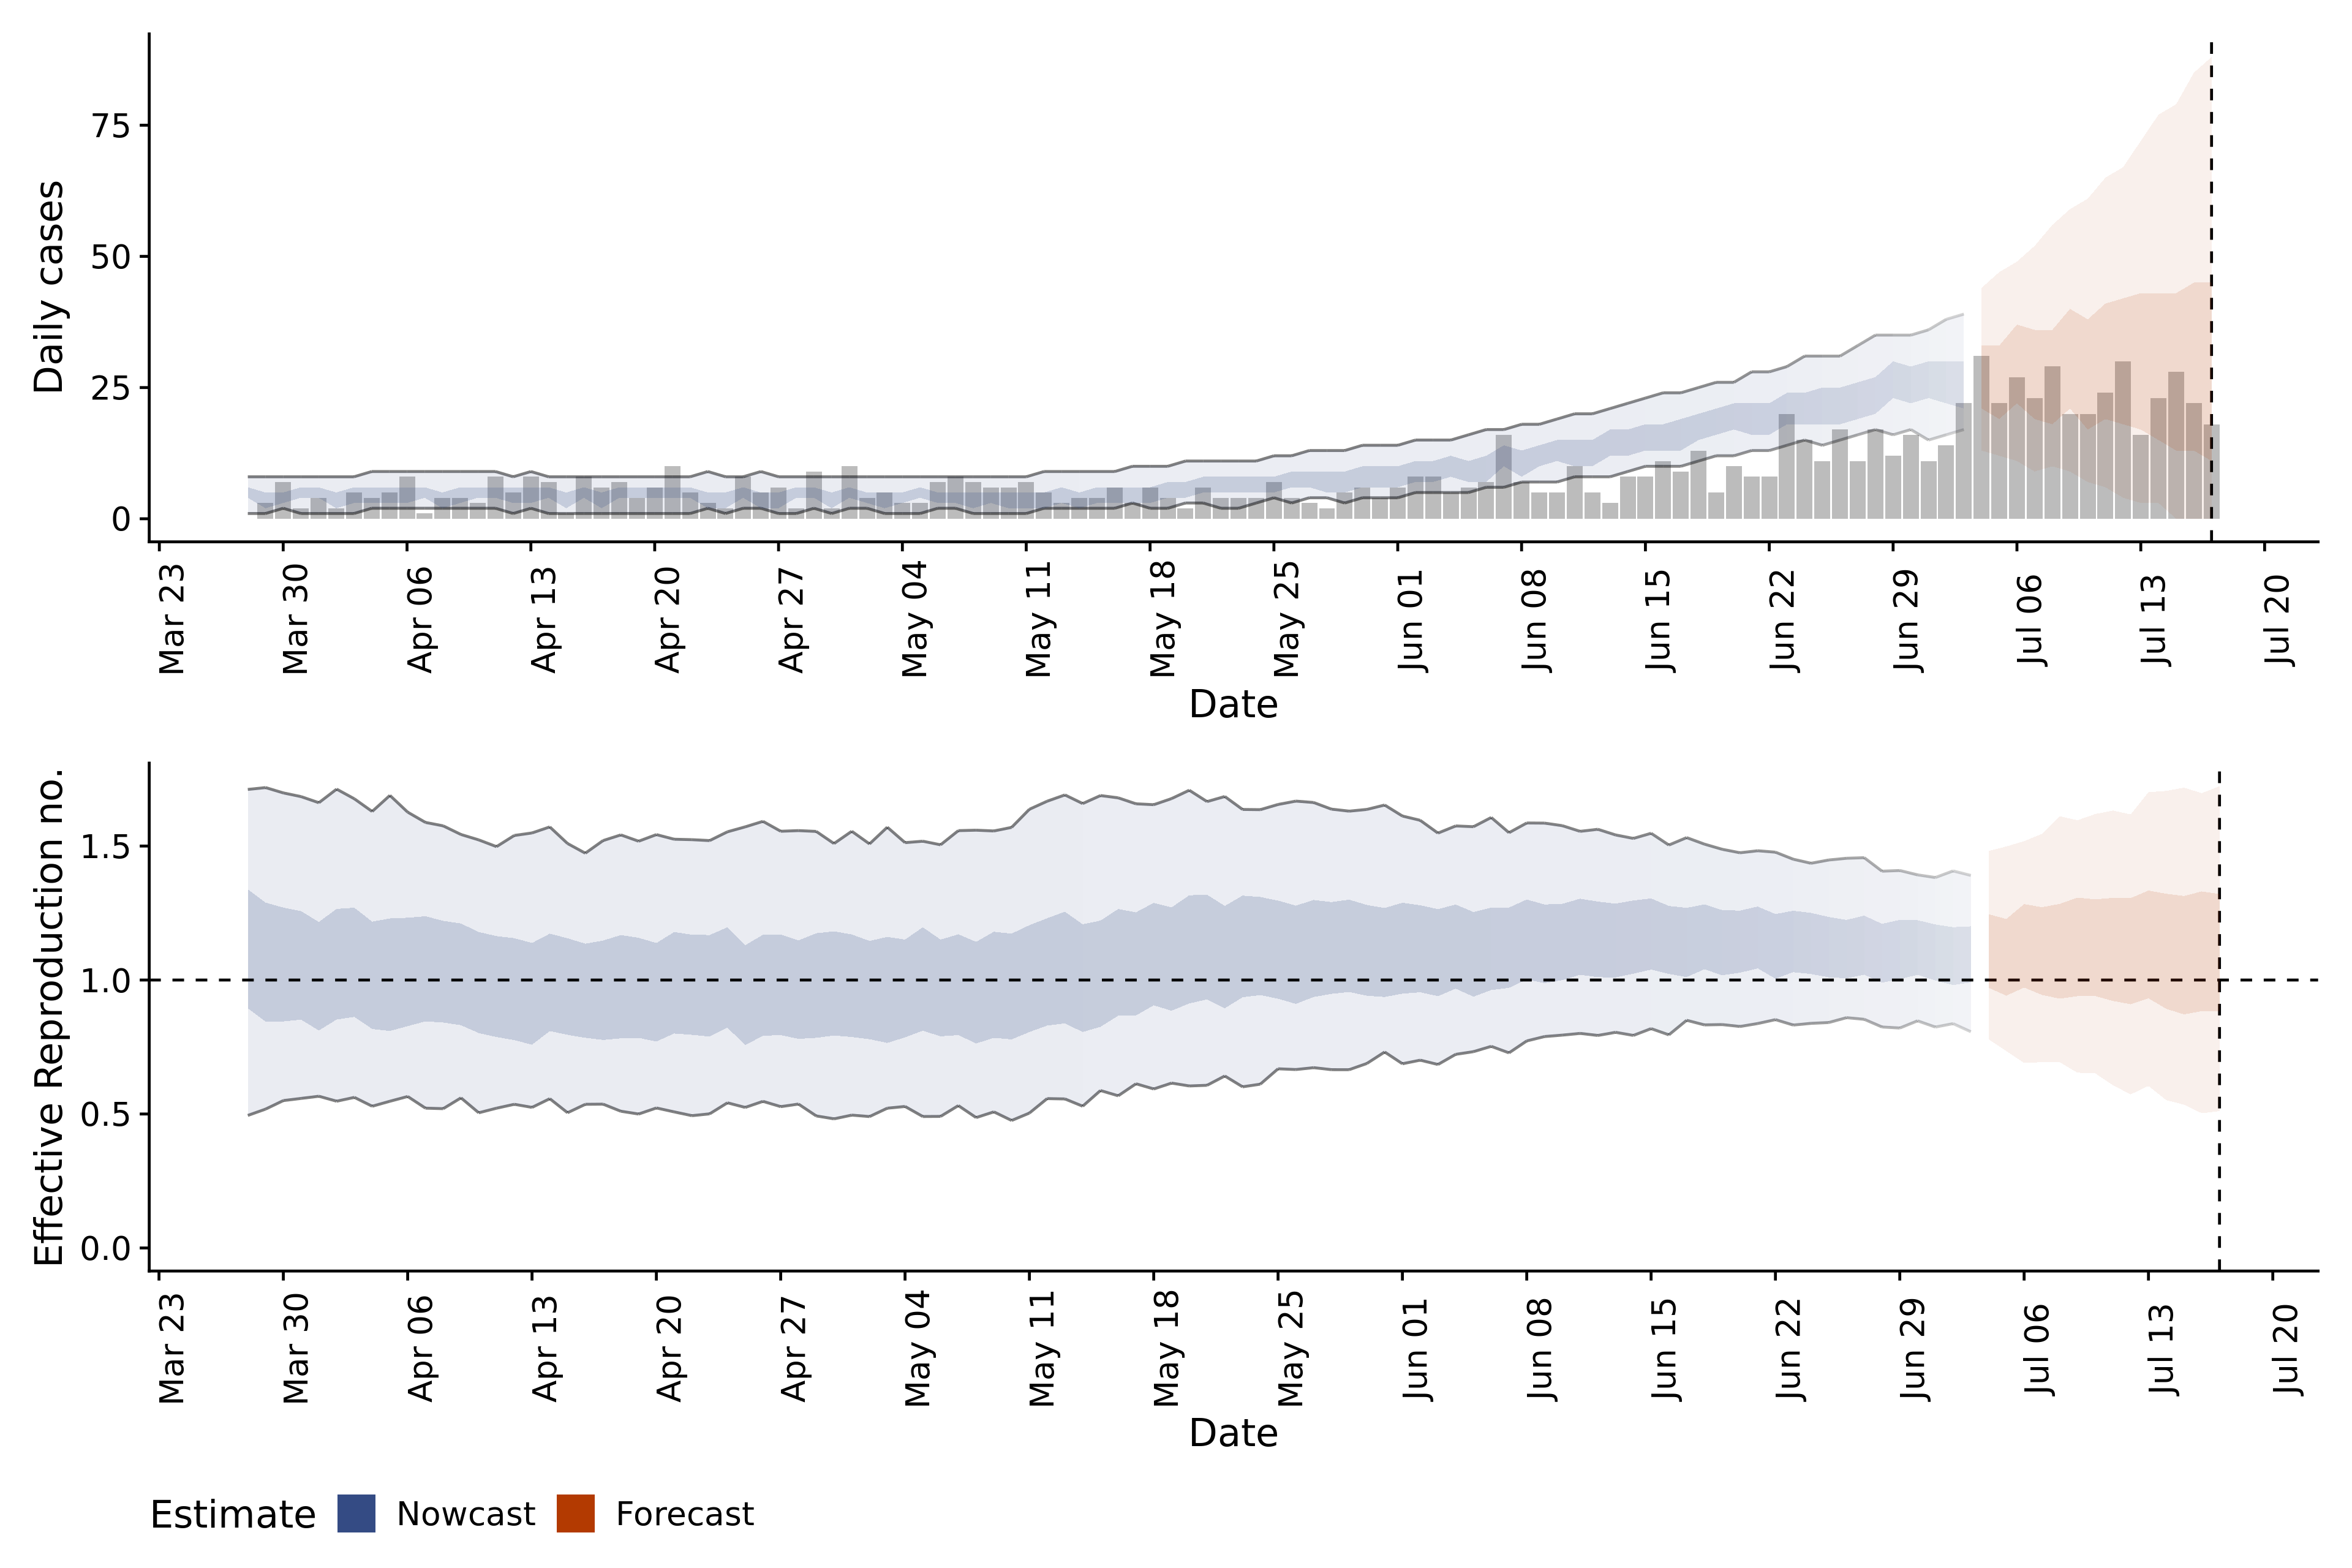 Daily cases
75
50
25
0
Mar 23
Mar 30
Apr 06
Apr 13
Apr 20
Apr 27
May 04
May 11
May 18
May 25
Jun 01
Jun 08
Jun 15
Jun 22
Jun 29
Jul 06
Jul 13
Jul 20
Date
Effective Reproduction no.
1.5
1.0
0.5
0.0
Mar 23
Mar 30
Apr 06
Apr 13
Apr 20
Apr 27
May 04
May 11
May 18
May 25
Jun 01
Jun 08
Jun 15
Jun 22
Jun 29
Jul 06
Jul 13
Jul 20
Date
Estimate Nowcast Forecast